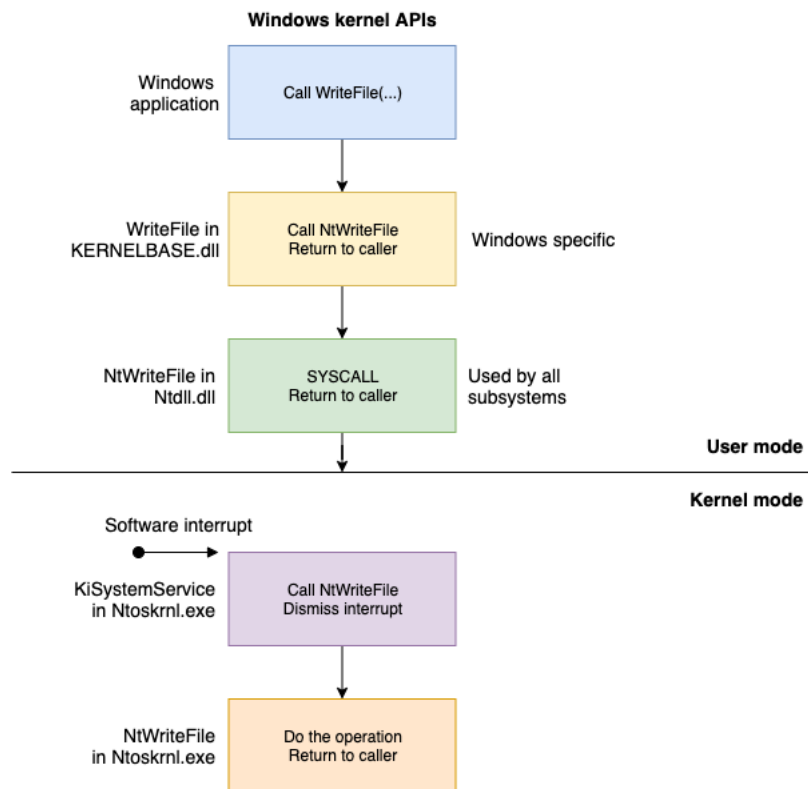 Windows kernel APIs
Windows
application
Call WriteFile(...)
WriteFile in
KERNELBASE.dll
Call NtWriteFile
Return to caller
Windows specific
NtWriteFile in
Ntdll.dll
SYSCALL
Return to caller
Used by all
subsystems
User mode
Kernel mode
Software interrupt
KiSystemService
in Ntoskrnl.exe
Call NtWriteFile
Dismiss interrupt
NtWriteFile
in Ntoskrnl.exe
Do the operation
Return to caller